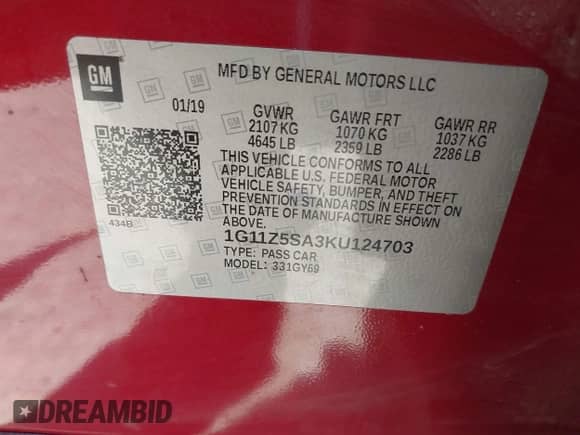 GM
MFD BY GENERAL MOTORS LLC
01/19 GVWR GAWR FRT GAWR RR
2107 KG 1070 KG 1037 KG
4645 LB 2359 LB 2286 LB
THIS VEHICLE CONFORMS TO ALL
APPLICABLE U.S. FEDERAL MOTOR
VEHICLE SAFETY, BUMPER, AND THEFT
PREVENTION STANDARDS IN EFFECT ON
THE DATE OF MANUFACTURE SHOWN
ABOVE.
434B
1G11Z5SA3KU124703
TYPE: PASS CAR
MODEL: 331GY69
DREAMBID